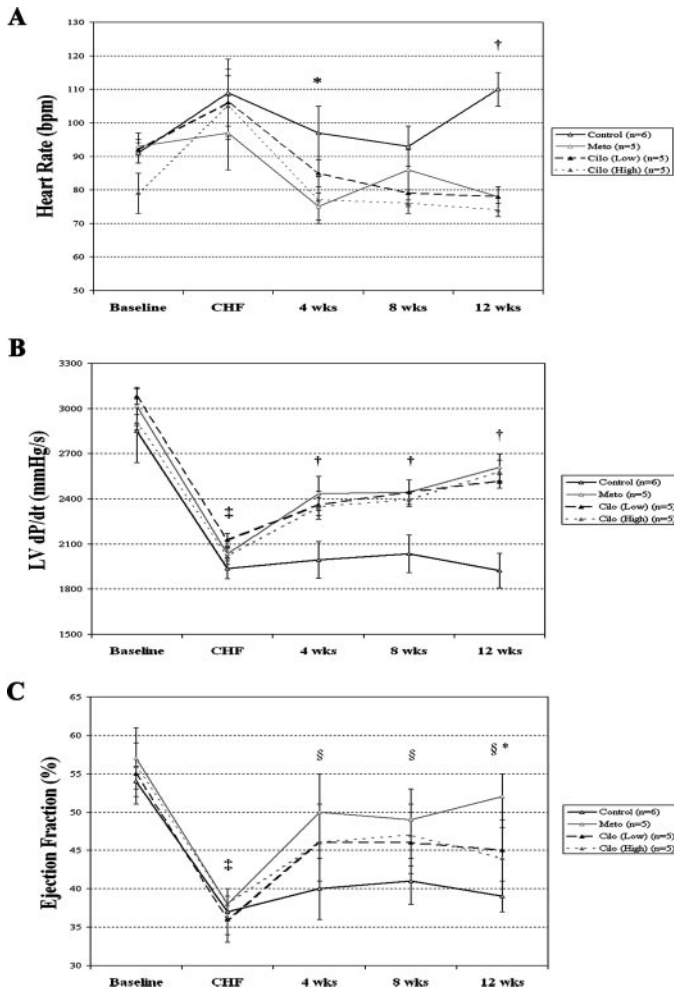 A
130
120
110
100
90
80
70
60
50
Heart Rate (bpm)
*
†
Control (n=6)
Meto (n=5)
Cilo (Low) (n=5)
Cilo (High) (n=5)
Baseline CHF 4 wks 8 wks 12 wks
B
3300
3000
2700
2400
2100
1800
1500
LV dP/dt (mmHg/s)
‡
†
†
†
Control (n=6)
Meto (n=5)
Cilo (Low) (n=5)
Cilo (High) (n=5)
Baseline CHF 4 wks 8 wks 12 wks
C
65
60
55
50
45
40
35
30
Ejection Fraction (%)
‡
§
§
§ *
Control (n=6)
Meto (n=5)
Cilo (Low) (n=5)
Cilo (High) (n=5)
Baseline CHF 4 wks 8 wks 12 wks